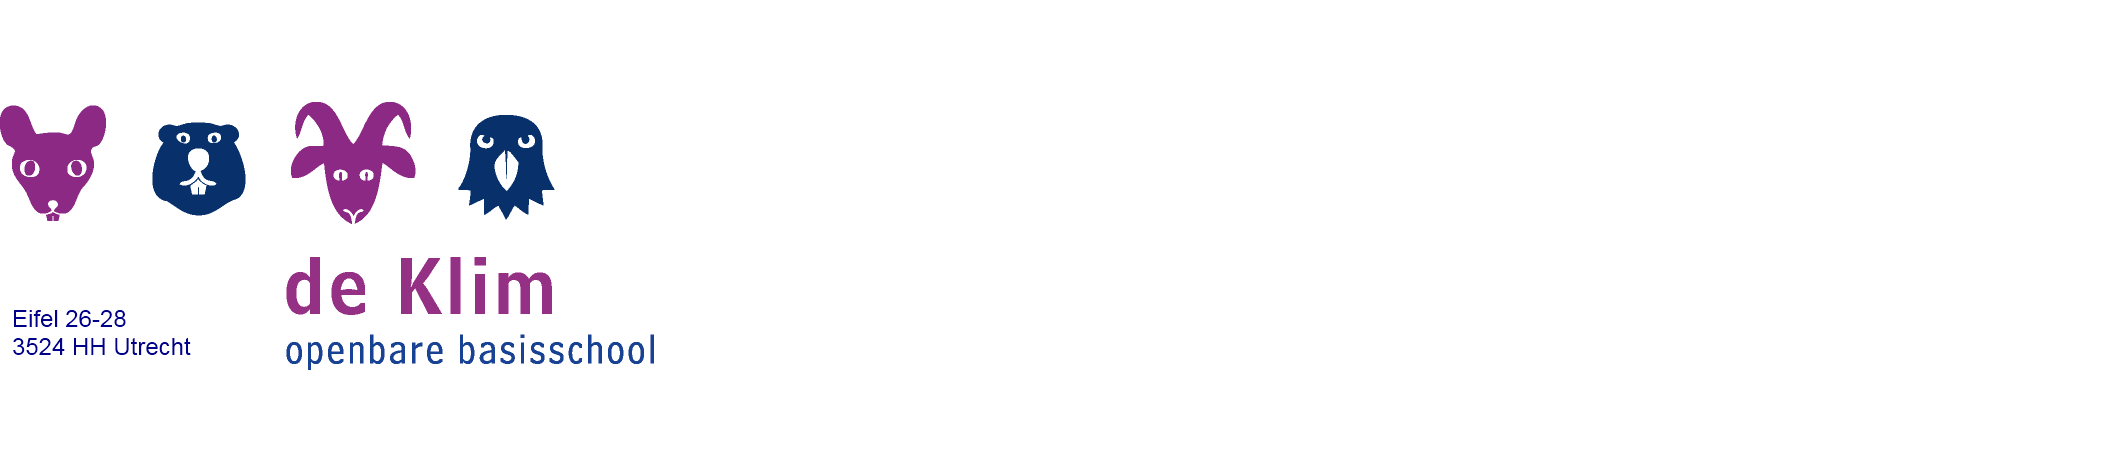 de Klim
openbare basisschool
Eifel 26-28
3524 HH Utrecht